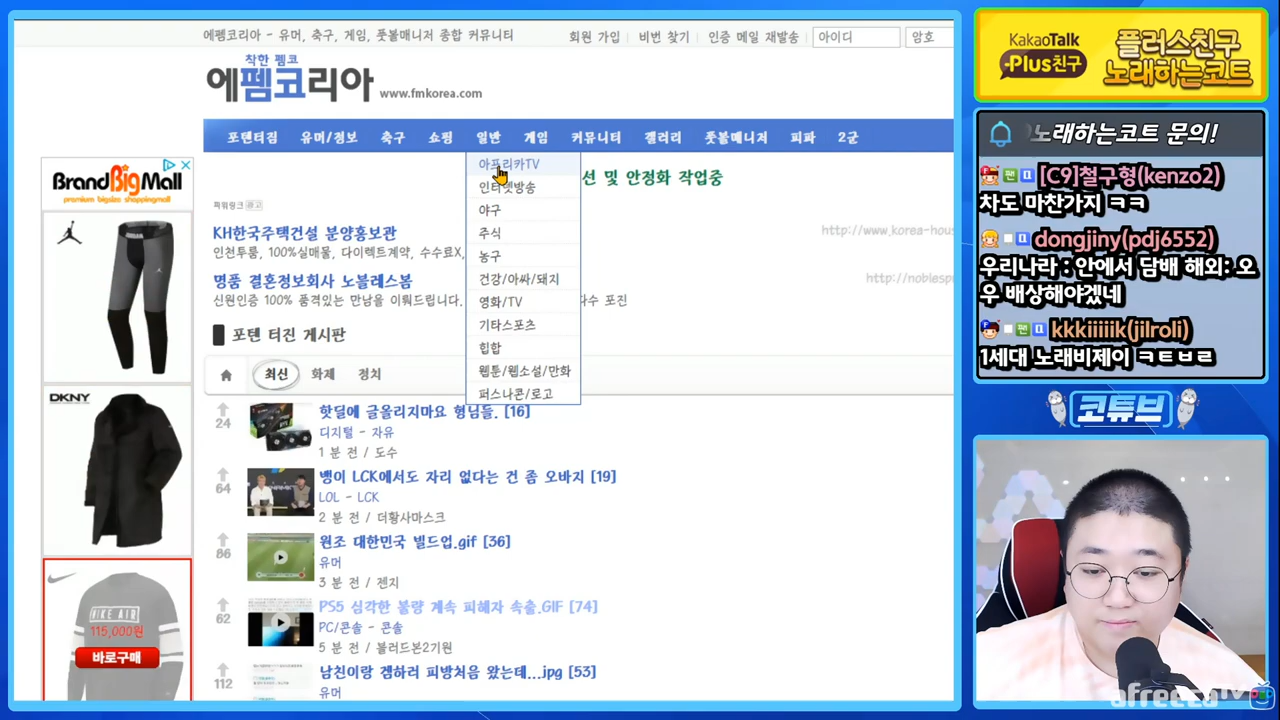 에펨코리아 - 유머, 축구, 게임, 풋볼매니저 종합 커뮤니티
회원 가입 | 비번 찾기 | 인증 메일 재발송
아이디
암호
착한 펨코
에펨코리아 www.fmkorea.com
포텐터짐 유머/정보 축구 쇼핑 일반 게임 커뮤니티 갤러리 풋볼매니저 피파 2군
아프리카TV
인터넷방송
야구
주식
농구
건강/아싸/돼지
영화/TV
기타스포츠
힙합
웹툰/웹소설/만화
퍼스나콘/로고
선 및 안정화 작업중
파워링크 광고
KH한국주택건설 분양홍보관
http://www.korea-hou
인천투룸, 100%실매물, 다이렉트계약, 수수료X,
명품 결혼정보회사 노블레스봄
http://noblesp
신원인증 100% 품격있는 만남을 이뤄드립니다.
다수 포진
포텐 터진 게시판
최신 화제 정치
24
핫딜에 글올리지마요 형님들. [16]
디지털 - 자유
1 분 전 / 도수
64
뱅이 LCK에서도 자리 없다는 건 좀 오바지 [19]
LOL - LCK
2 분 전 / 더황사마스크
86
원조 대한민국 빌드업.gif [36]
유머
3 분 전 / 젠지
62
PS5 심각한 불량 계속 피해자 속출.GIF [74]
PC/콘솔 - 콘솔
5 분 전 / 블러드본2기원
112
남친이랑 겜하러 피방처음 왔는데...jpg [53]
유머
BrandBigMall
premium bigsize shoppingmall
DKNY
NIKE AIR
115,000원
바로구매
KakaoTalk
Plus친구
플러스친구
노래하는코트
노래하는코트 문의!
팬 [C9]철구형(kenzo2)
차도 마찬가지 ㅋㅋ
dongjiny(pdj6552)
우리나라 : 안에서 담배 해외: 오
우 배상해야겠네
팬 kkkiiiiik(jilroli)
1세대 노래비제이 ㅋㅌㅂㄹ
코튜브
afreecaTV